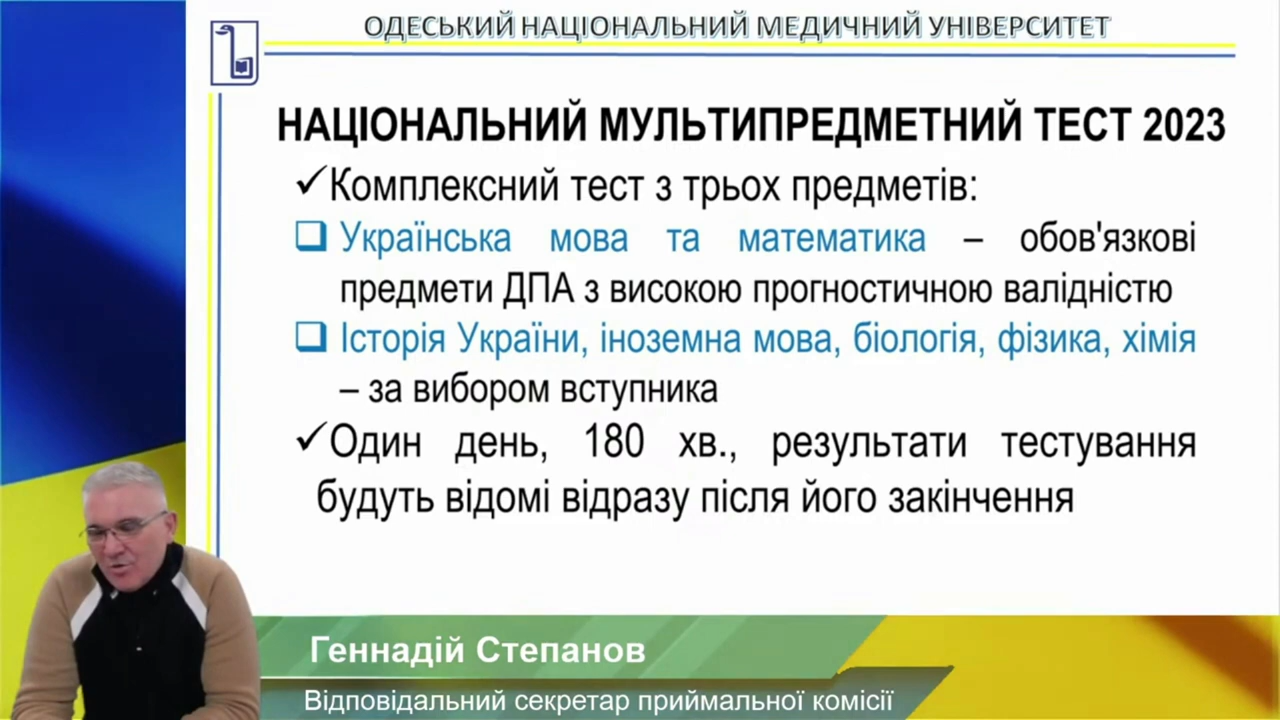 ОДЕСЬКИЙ НАЦІОНАЛЬНИЙ МЕДИЧНИЙ УНІВЕРСИТЕТ
НАЦІОНАЛЬНИЙ МУЛЬТИПРЕДМЕТНИЙ ТЕСТ 2023
Комплексний тест з трьох предметів:
Українська мова та математика – обов'язкові
предмети ДПА з високою прогностичною валідністю
Історія України, іноземна мова, біологія, фізика, хімія
– за вибором вступника
Один день, 180 хв., результати тестування
будуть відомі відразу після його закінчення
Геннадій Степанов
Відповідальний секретар приймальної комісії